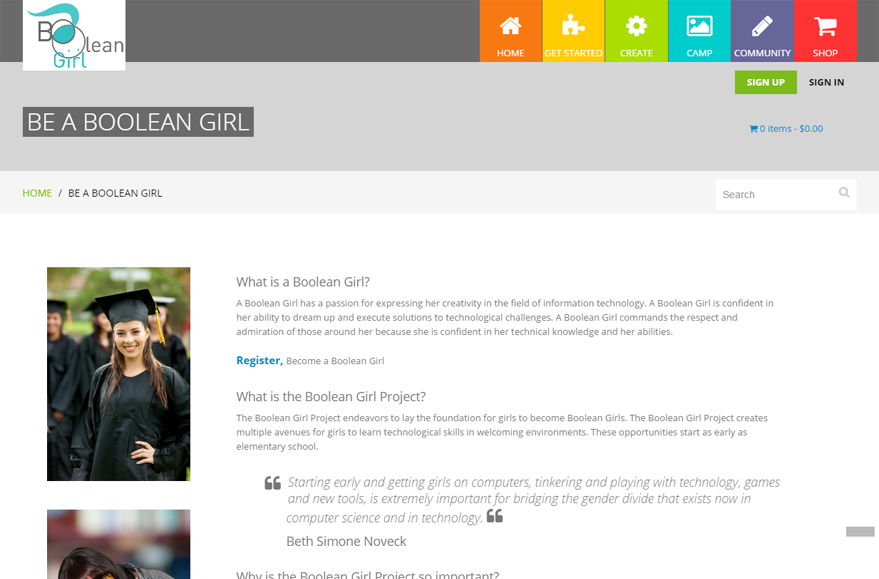 Boolean
Girl
HOME
GET STARTED
CREATE
CAMP
COMMUNITY
SHOP
SIGN UP
SIGN IN
BE A BOOLEAN GIRL
0 items - $0.00
HOME / BE A BOOLEAN GIRL
Search
What is a Boolean Girl?
A Boolean Girl has a passion for expressing her creativity in the field of information technology. A Boolean Girl is confident in
her ability to dream up and execute solutions to technological challenges. A Boolean Girl commands the respect and
admiration of those around her because she is confident in her technical knowledge and her abilities.
Register, Become a Boolean Girl
What is the Boolean Girl Project?
The Boolean Girl Project endeavors to lay the foundation for girls to become Boolean Girls. The Boolean Girl Project creates
multiple avenues for girls to learn technological skills in welcoming environments. These opportunities start as early as
elementary school.
“ Starting early and getting girls on computers, tinkering and playing with technology, games
and new tools, is extremely important for bridging the gender divide that exists now in
computer science and in technology. “
Beth Simone Noveck
Why is the Boolean Girl Project so important?